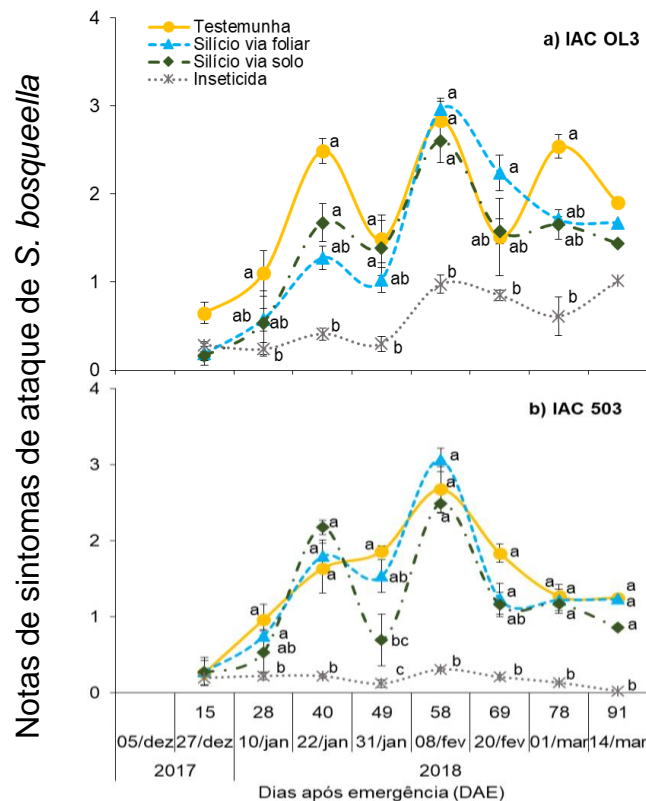 Notas de sintomas de ataque de S. bosqueella
4
3
2
1
0
Testemunha
Silício via foliar
Silício via solo
Inseticida
a) IAC OL3
a
ab
ab
b
a
a
ab
b
a
a
ab
b
a
a
a
b
a
ab
ab
b
a
ab
ab
b
4
3
2
1
0
b) IAC 503
a
a
ab
b
a
a
a
b
a
ab
bc
c
a
a
a
b
a
a
ab
b
a
a
a
b
a
a
a
b
15 28 40 49 58 69 78 91
05/dez 27/dez 10/jan 22/jan 31/jan 08/fev 20/fev 01/mar 14/mar
2017 2018
Dias após emergência (DAE)